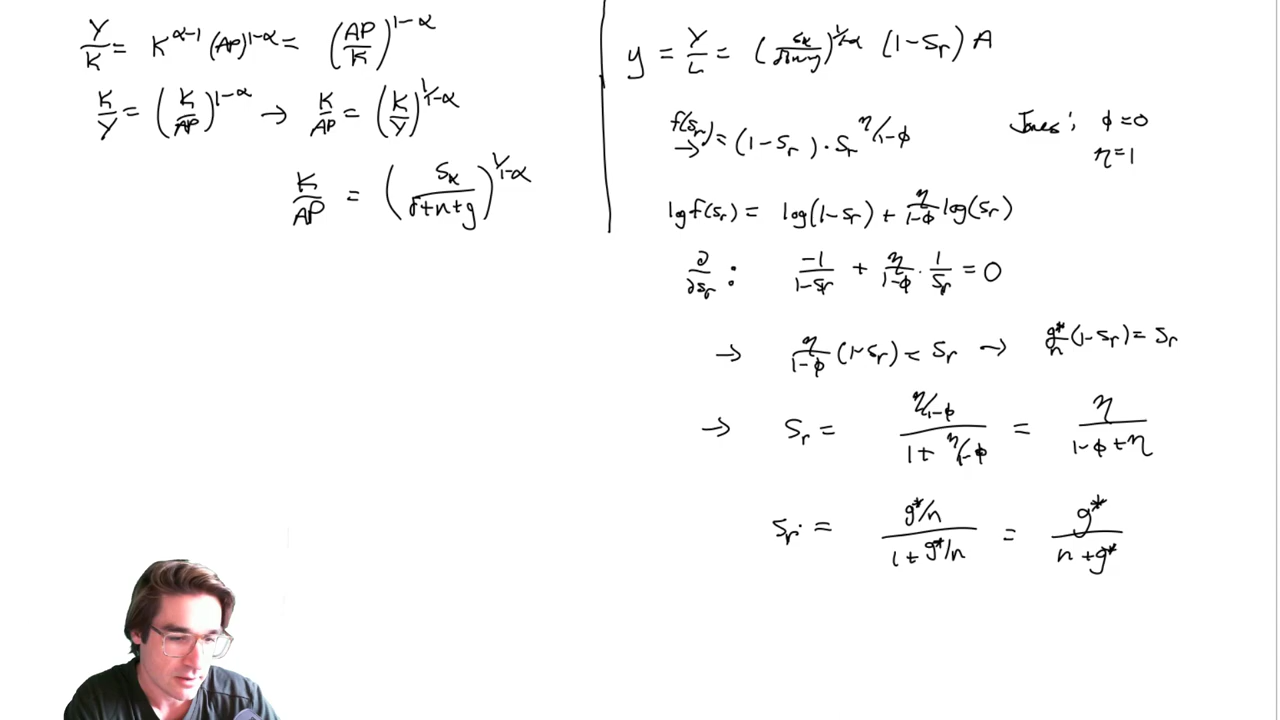 Y/K = K^(α-1) (AP)^(1-α) = (AP/K)^(1-α)
K/Y = (K/AP)^(1-α) → K/AP = (K/Y)^(1/1-α)
K/AP = (s_k/δ+n+g)^(1/1-α)
y = Y/L = (s_k/δ+n+g)^(1/1-α) (1-s_r) A
f(s_r) = (1-s_r)·s_r^(η/1-φ)
→
Jones: φ=0
η=1
log f(s_r) = log(1-s_r) + η/1-φ log(s_r)
∂/∂s_r : -1/1-s_r + η/1-φ · 1/s_r = 0
→ η/1-φ (1-s_r) = s_r → g*/n (1-s_r) = s_r
→ s_r = η/1-φ / 1+η/1-φ = η / 1-φ+η
s_r = g*/n / 1+g*/n = g* / n+g*